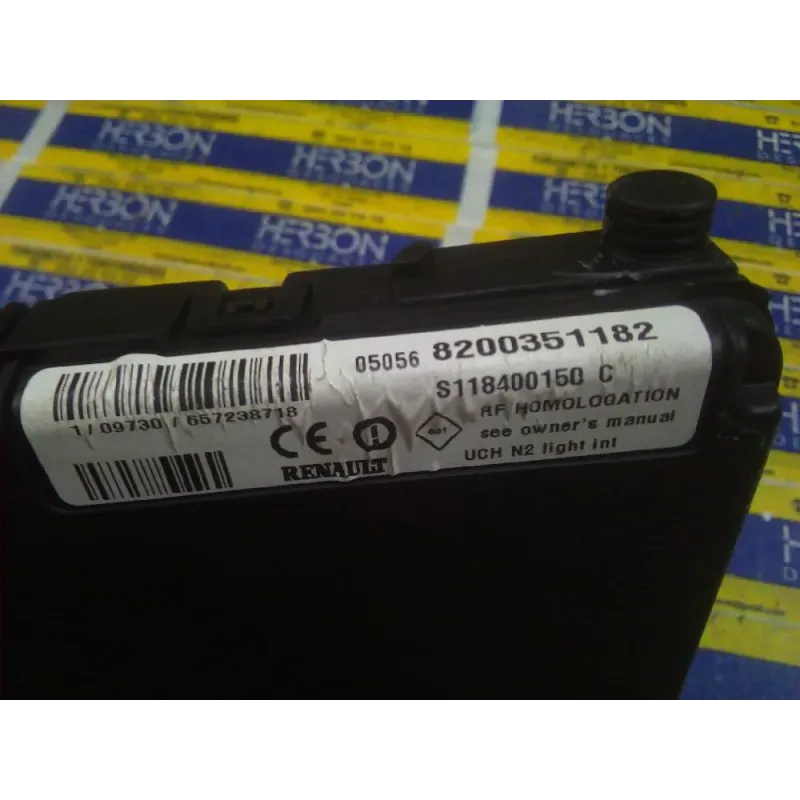 HERBON
HERBON
HERBON
HERBON
HERBON
05056 8200351182
S118400150 C
1/09730/657238718
RF HOMOLOGATION
see owner's manual
UCH N2 light int
CE
001
RENAULT